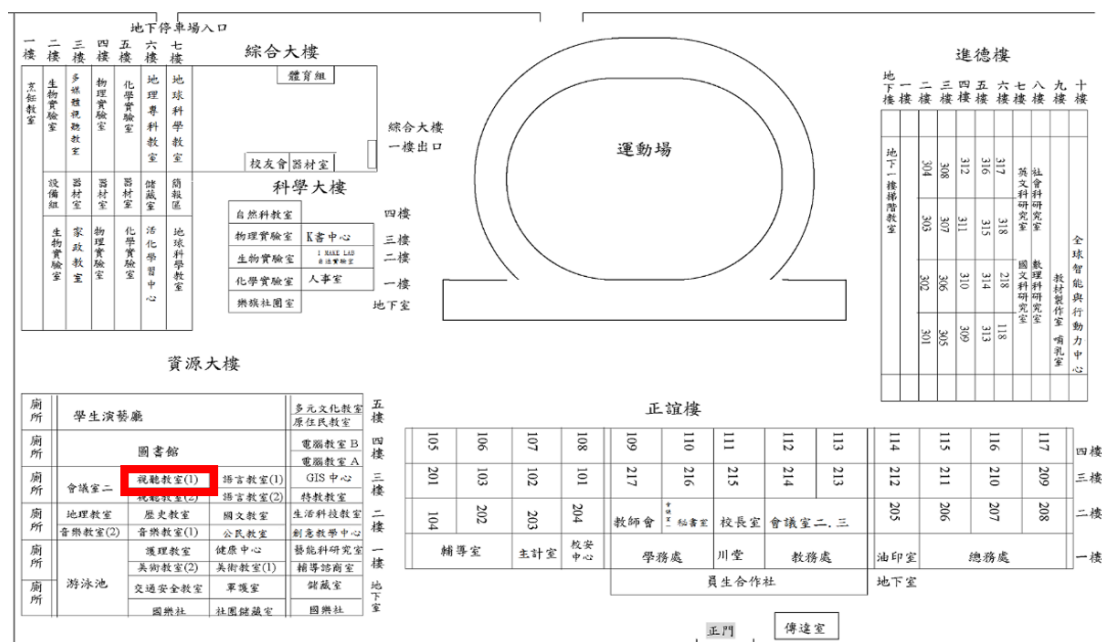 地下停車場入口
一樓 二樓 三樓 四樓 五樓 六樓 七樓
綜合大樓
烹飪教室 生物實驗室 多媒體視聽教室 物理實驗室 化學實驗室 地理專科教室 地球科學教室
體育組
校友會 器材室
綜合大樓
一樓出口
設備組 器材室 器材室 器材室 儲藏室 簡報區
生物實驗室 家政教室 物理實驗室 化學實驗室 活化學習中心 地球科學教室
科學大樓
自然科教室 四樓
物理實驗室 K書中心 三樓
生物實驗室 I MAKE LAB 二樓
化學實驗室 人事室 一樓
樂旗社團室 地下室
運動場
進德樓
地下樓 一樓 二樓 三樓 四樓 五樓 六樓 七樓 八樓 九樓 十樓
地下一樓梯階教室
304 308 312 316 317
303 307 311 315 318
302 306 310 314 218
301 305 309 313 118
英文科研究室 社會科研究室
國文科研究室 數理科研究室
教材製作室 哺乳室
全球智能與行動力中心
資源大樓
廁所 學生演藝廳 多元文化教室 五樓
原住民教室
廁所 圖書館 電腦教室B 四樓
電腦教室A
廁所 會議室二 視聽教室(1) 語言教室(1) GIS中心 三樓
視聽教室(2) 語言教室(2) 特教教室
廁所 地理教室 歷史教室 國文教室 生活科技教室 二樓
音樂教室(2) 音樂教室(1) 公民教室 創意教學中心
廁所 護理教室 健康中心 藝能科研究室 一樓
美術教室(2) 美術教室(1) 輔導諮商室
廁所 游泳池 交通安全教室 軍護室 儲藏室 地下室
國樂社 社團儲藏室 國樂社
正誼樓
105 106 107 108 109 110 111 112 113 114 115 116 117 四樓
201 103 102 101 217 216 215 214 213 212 211 210 209 三樓
104 202 203 204 教師會 會議室一 秘書室 校長室 會議室二.三 205 206 207 208 二樓
輔導室 主計室 校安中心 學務處 川堂 教務處 油印室 總務處 一樓
員生合作社 地下室
正門 傳達室